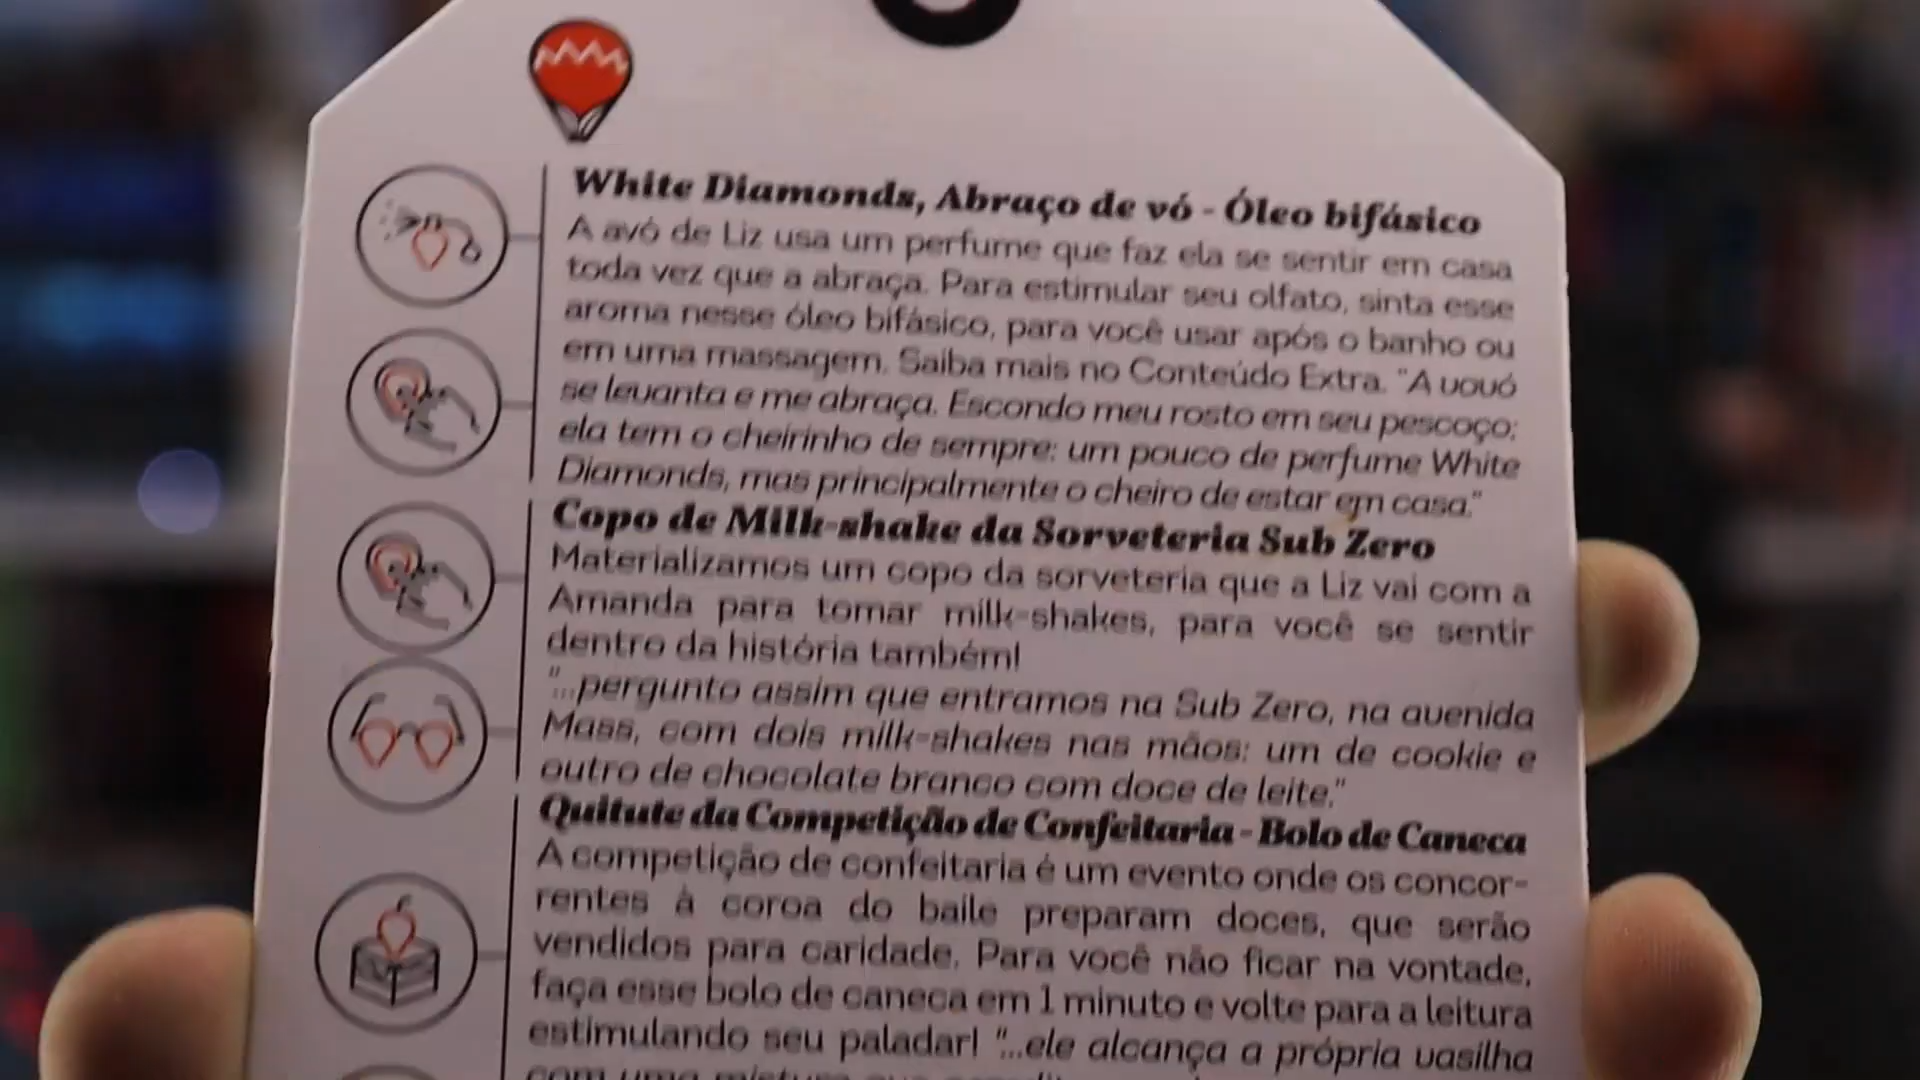 White Diamonds, Abraço de vó - Óleo bifásico
A avó de Liz usa um perfume que faz ela se sentir em casa
toda vez que a abraça. Para estimular seu olfato, sinta esse
aroma nesse óleo bifásico, para você usar após o banho ou
em uma massagem. Saiba mais no Conteúdo Extra. "A vovó
se levanta e me abraça. Escondo meu rosto em seu pescoço;
ela tem o cheirinho de sempre: um pouco de perfume White
Diamonds, mas principalmente o cheiro de estar em casa."
Copo de Milk-shake da Sorveteria Sub Zero
Materializamos um copo da sorveteria que a Liz vai com a
Amanda para tomar milk-shakes, para você se sentir
dentro da história também!
"...pergunto assim que entramos na Sub Zero, na avenida
Mass, com dois milk-shakes nas mãos: um de cookie e
outro de chocolate branco com doce de leite."
Quitute da Competição de Confeitaria - Bolo de Caneca
A competição de confeitaria é um evento onde os concor-
rentes à coroa do baile preparam doces, que serão
vendidos para caridade. Para você não ficar na vontade,
faça esse bolo de caneca em 1 minuto e volte para a leitura
estimulando seu paladar! "...ele alcança a própria vasilha
com uma mistura que